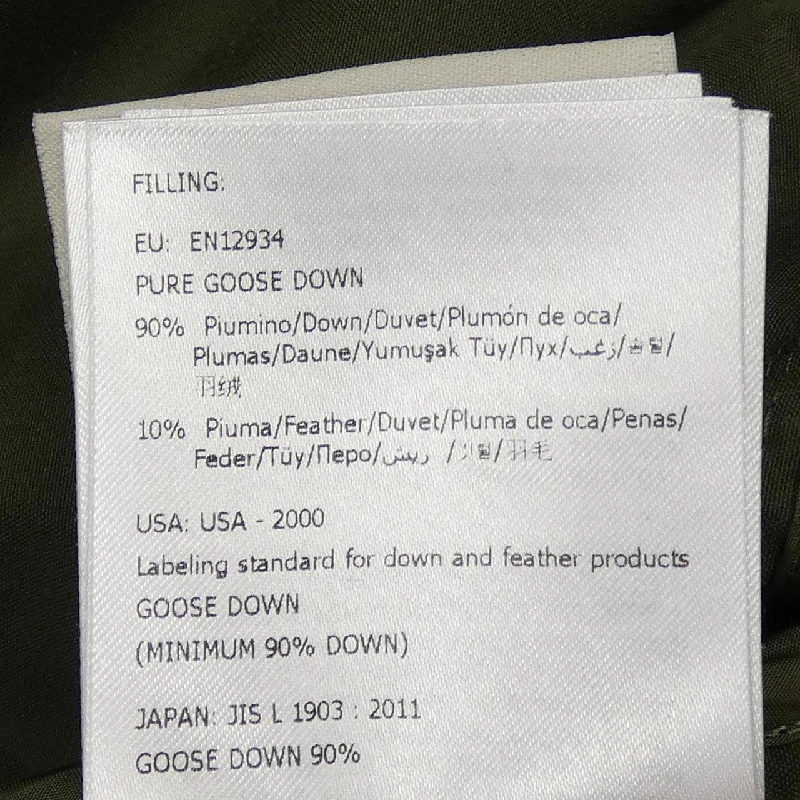 FILLING:
EU: EN12934
PURE GOOSE DOWN
90% Piumino/Down/Duvet/Plumón de oca/
Plumas/Daune/Yumuşak Tüy/Пух/زغب/
羽绒
10% Piuma/Feather/Duvet/Pluma de oca/Penas/
Feder/Tüy/Перо/ريش /羽毛
USA: USA - 2000
Labeling standard for down and feather products
GOOSE DOWN
(MINIMUM 90% DOWN)
JAPAN: JIS L 1903 : 2011
GOOSE DOWN 90%